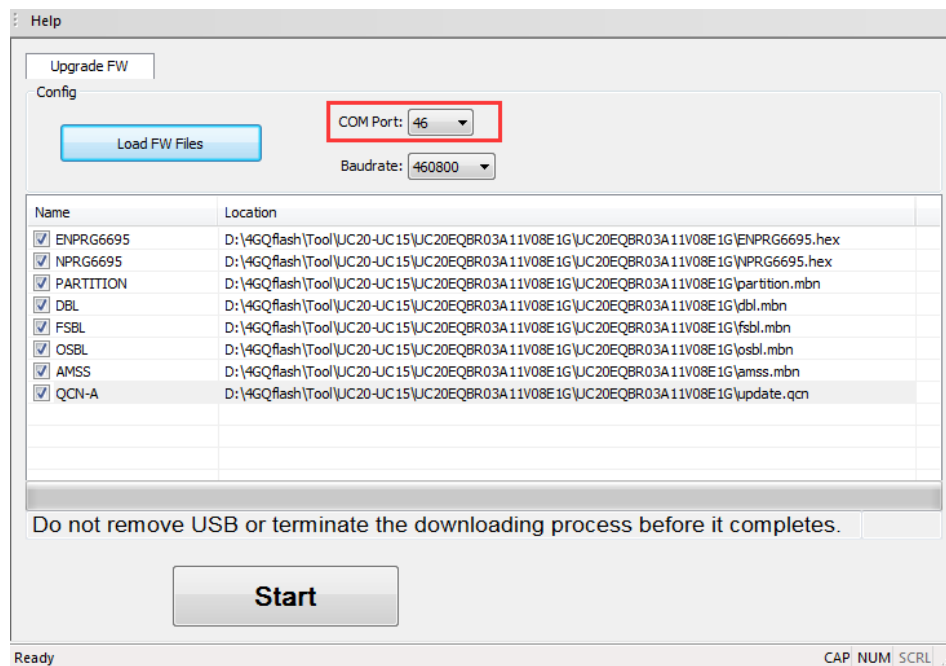 Help
Upgrade FW
Config
Load FW Files
COM Port: 46
Baudrate: 460800
Name Location
ENPRG6695 D:\4GQflash\Tool\UC20-UC15\UC20EQBR03A11V08E1G\UC20EQBR03A11V08E1G\ENPRG6695.hex
NPRG6695 D:\4GQflash\Tool\UC20-UC15\UC20EQBR03A11V08E1G\UC20EQBR03A11V08E1G\NPRG6695.hex
PARTITION D:\4GQflash\Tool\UC20-UC15\UC20EQBR03A11V08E1G\UC20EQBR03A11V08E1G\partition.mbn
DBL D:\4GQflash\Tool\UC20-UC15\UC20EQBR03A11V08E1G\UC20EQBR03A11V08E1G\dbl.mbn
FSBL D:\4GQflash\Tool\UC20-UC15\UC20EQBR03A11V08E1G\UC20EQBR03A11V08E1G\fsbl.mbn
OSBL D:\4GQflash\Tool\UC20-UC15\UC20EQBR03A11V08E1G\UC20EQBR03A11V08E1G\osbl.mbn
AMSS D:\4GQflash\Tool\UC20-UC15\UC20EQBR03A11V08E1G\UC20EQBR03A11V08E1G\amss.mbn
QCN-A D:\4GQflash\Tool\UC20-UC15\UC20EQBR03A11V08E1G\UC20EQBR03A11V08E1G\update.qcn
Do not remove USB or terminate the downloading process before it completes.
Start
Ready CAP NUM SCRL